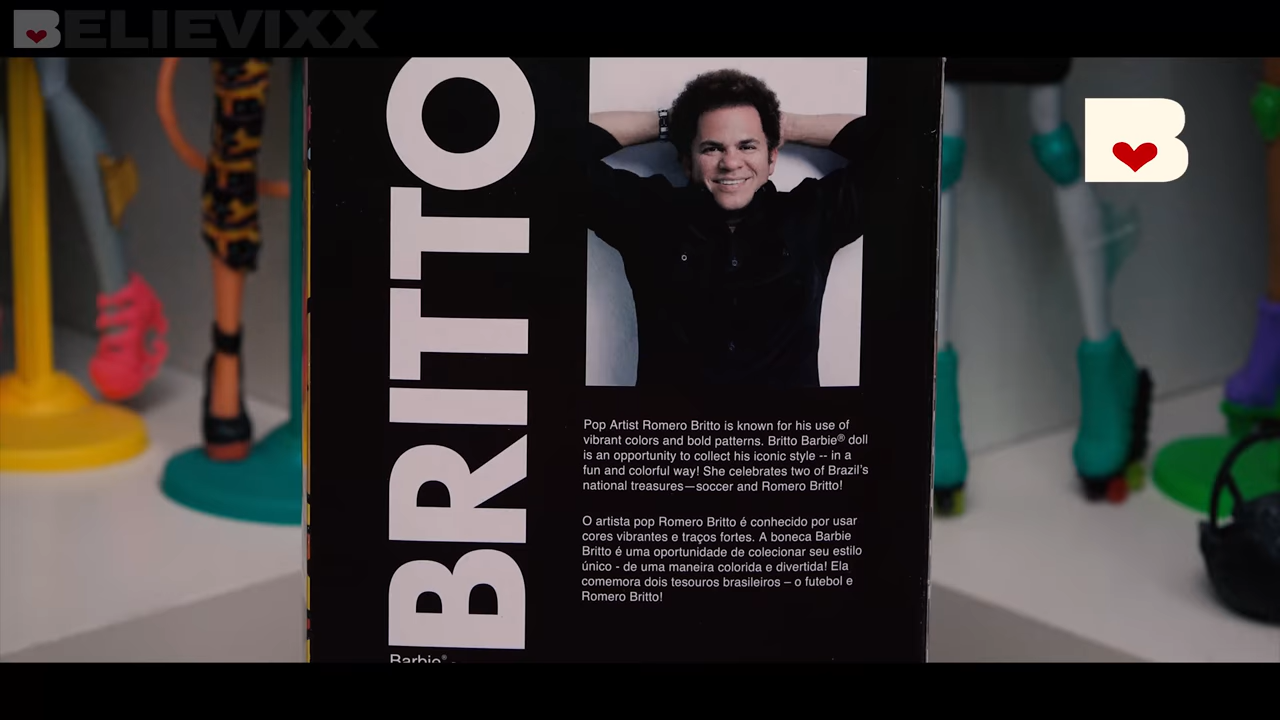 BELIEVIXX
B
BRITTO
Pop Artist Romero Britto is known for his use of
vibrant colors and bold patterns. Britto Barbie® doll
is an opportunity to collect his iconic style -- in a
fun and colorful way! She celebrates two of Brazil's
national treasures—soccer and Romero Britto!
O artista pop Romero Britto é conhecido por usar
cores vibrantes e traços fortes. A boneca Barbie
Britto é uma oportunidade de colecionar seu estilo
único - de uma maneira colorida e divertida! Ela
comemora dois tesouros brasileiros – o futebol e
Romero Britto!
Barbie®